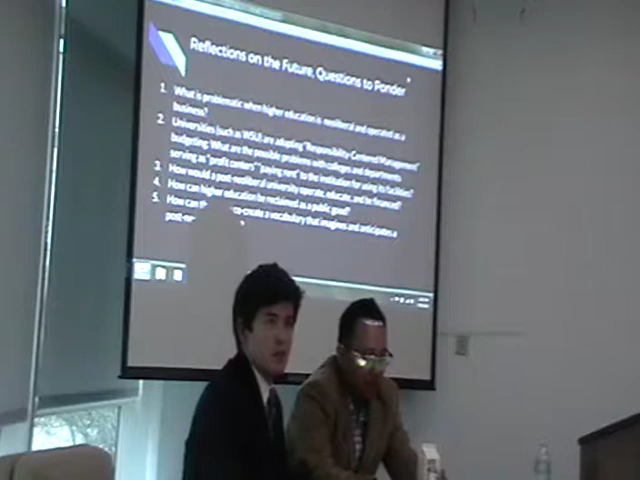 Reflections on the Future, Questions to Ponder
1. What is problematic when higher education is neoliberal and operated as a
business?
2. Universities (such as WSU) are adopting "Responsibility Centered Management"
budgeting. What are the possible problems with colleges and departments
serving as "profit centers" "paying rent" to the institution for using its facilities?
3. How would a post-neoliberal university operate, educate, and be financed?
4. How can higher education be reclaimed as a public good?
5. How can co-create a vocabulary that imagines and anticipates a